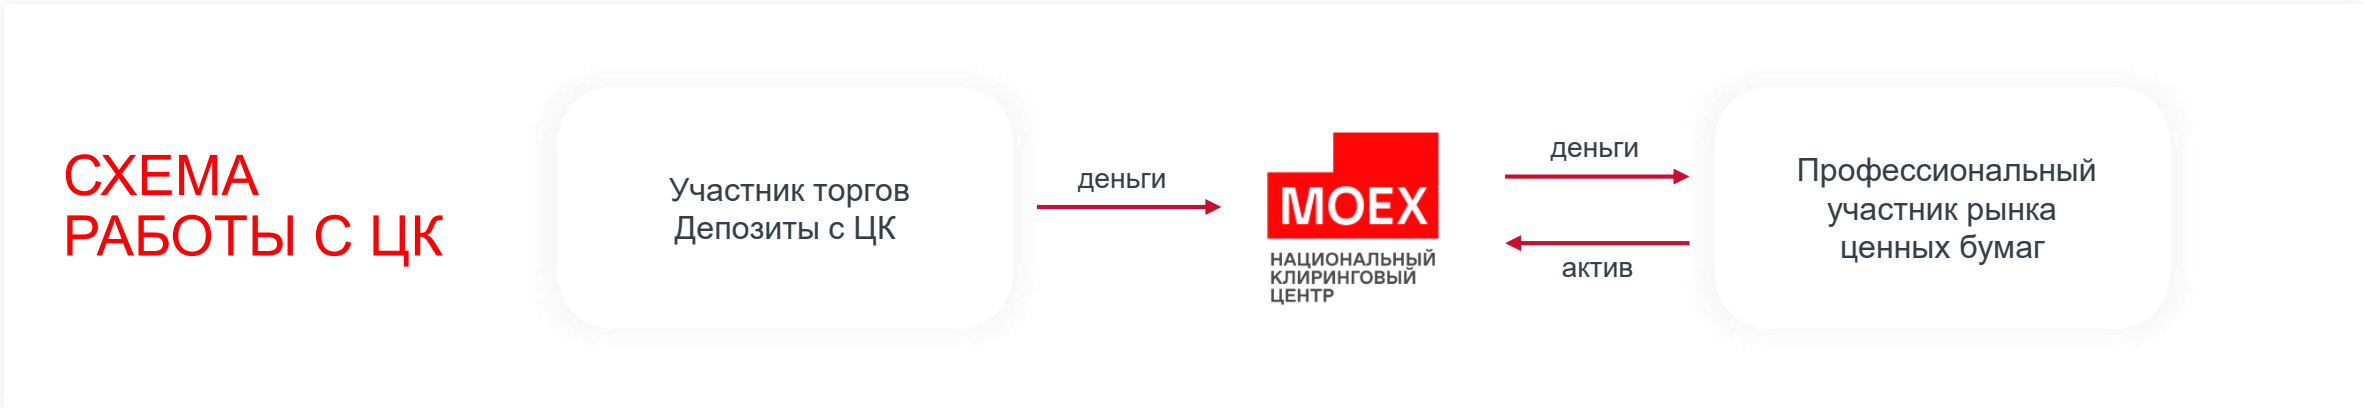 СХЕМА
РАБОТЫ С ЦК
Участник торгов
Депозиты с ЦК
деньги
MOEX
НАЦИОНАЛЬНЫЙ
КЛИРИНГОВЫЙ
ЦЕНТР
деньги
актив
Профессиональный
участник рынка
ценных бумаг